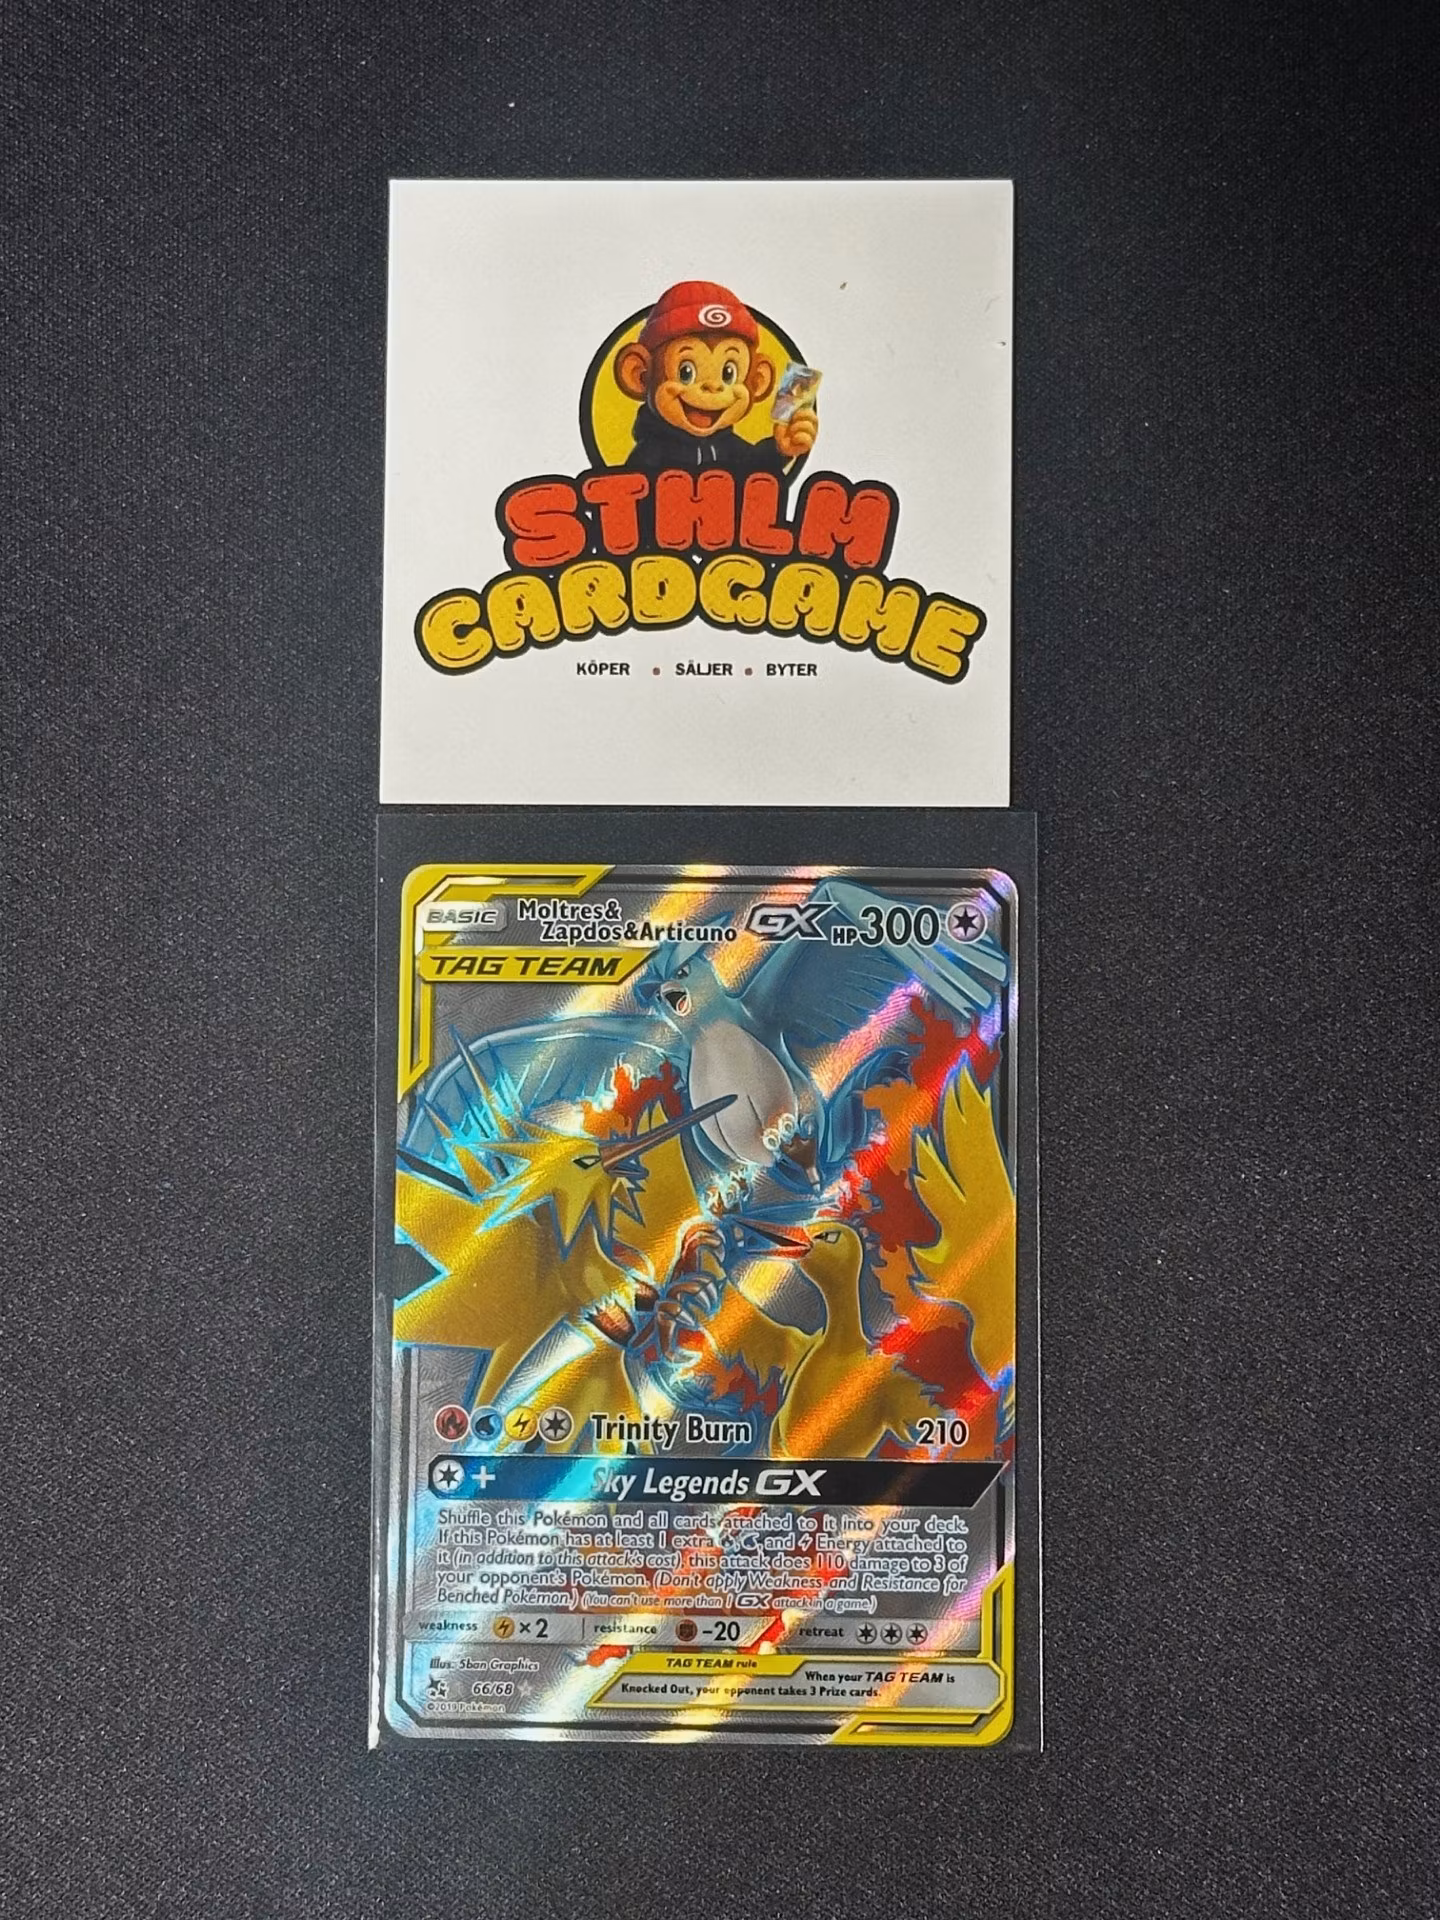 STHLM
CARDGAME
KÖPER • SÄLJER • BYTER
BASIC Moltres& Zapdos&Articuno GX HP300
TAG TEAM
Trinity Burn 210
+ Sky Legends GX
Shuffle this Pokémon and all cards attached to it into your deck.
If this Pokémon has at least 1 extra , , and Energy attached to
it (in addition to this attack's cost), this attack does 110 damage to 3 of
your opponent's Pokémon. (Don't apply Weakness and Resistance for
Benched Pokémon.) (You can't use more than 1 GX attack in a game.)
weakness ×2 resistance -20 retreat
Illus. 5ban Graphics
TAG TEAM rule
When your TAG TEAM is
Knocked Out, your opponent takes 3 Prize cards.
66/68
©2019 Pokémon